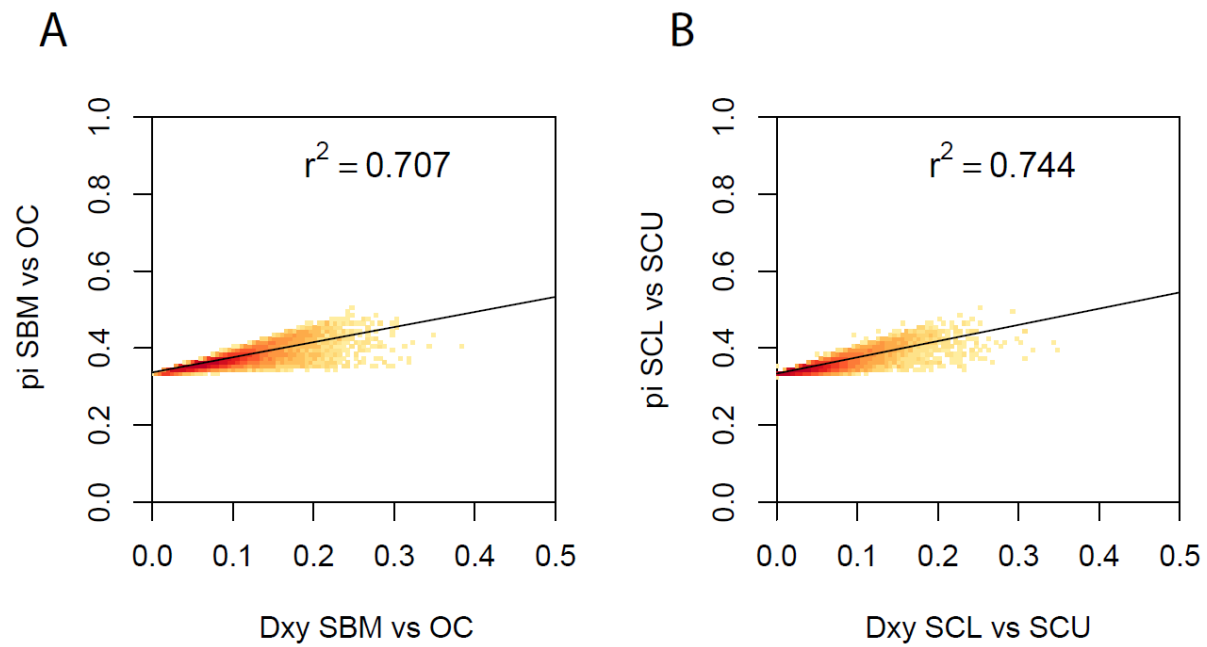 A
r² = 0.707
pi SBM vs OC
1.0
0.8
0.6
0.4
0.2
0.0
0.0 0.1 0.2 0.3 0.4 0.5
Dxy SBM vs OC
B
r² = 0.744
pi SCL vs SCU
1.0
0.8
0.6
0.4
0.2
0.0
0.0 0.1 0.2 0.3 0.4 0.5
Dxy SCL vs SCU